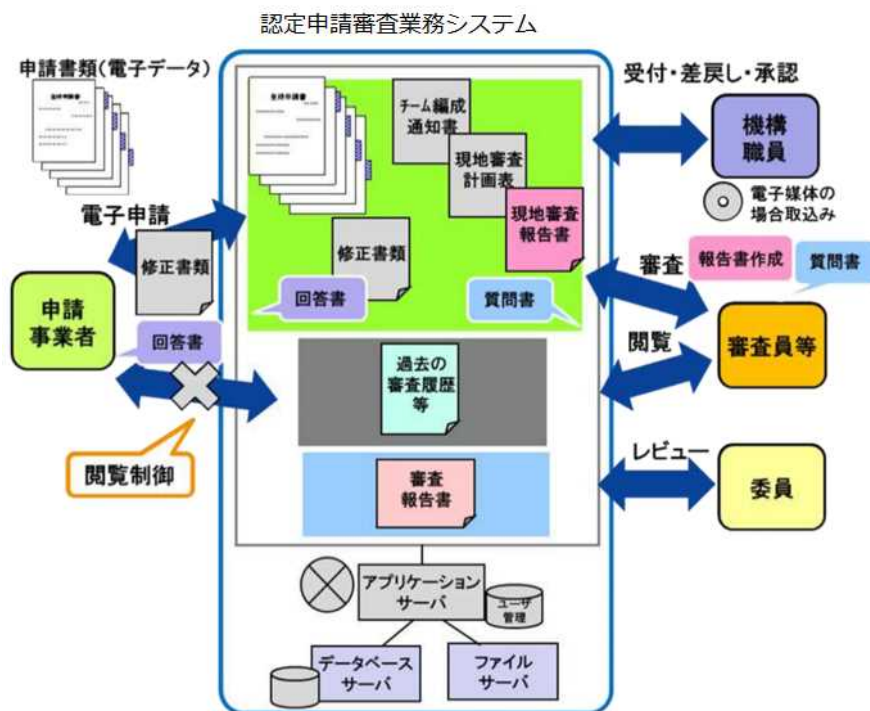 認定申請審査業務システム
申請書類(電子データ)
受付・差戻し・承認
チーム編成
通知書
現地審査
計画表
現地審査
報告書
機構
職員
電子媒体の
場合取込み
電子申請
修正書類
修正書類
審査
報告書作成
質問書
回答書
質問書
申請
事業者
回答書
閲覧
審査員等
過去の
審査履歴
等
閲覧制御
レビュー
審査
報告書
委員
アプリケーション
サーバ
ユーザ
管理
データベース
サーバ
ファイル
サーバ